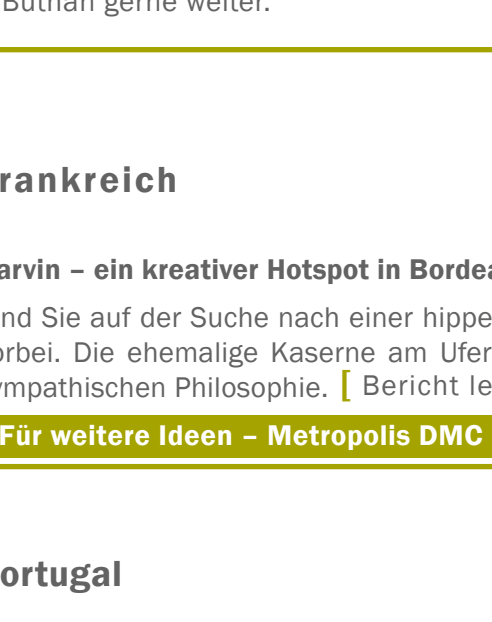 Buthan gerne weiter.
rankreich
arvin – ein kreativer Hotspot in Bordea
nd Sie auf der Suche nach einer hippe
orbei. Die ehemalige Kaserne am Ufer
ympathischen Philosophie. [ Bericht le
Für weitere Ideen – Metropolis DMC
ortugal